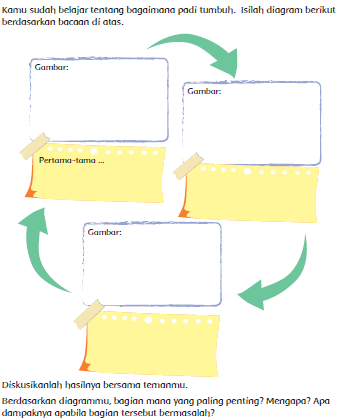 Kamu sudah belajar tentang bagaimana padi tumbuh. Isilah diagram berikut
berdasarkan bacaan di atas.
Gambar:
Gambar:
Pertama-tama ...
Gambar:
Diskusikanlah hasilnya bersama temanmu.
Berdasarkan diagrammu, bagian mana yang paling penting? Mengapa? Apa
dampaknya apabila bagian tersebut bermasalah?